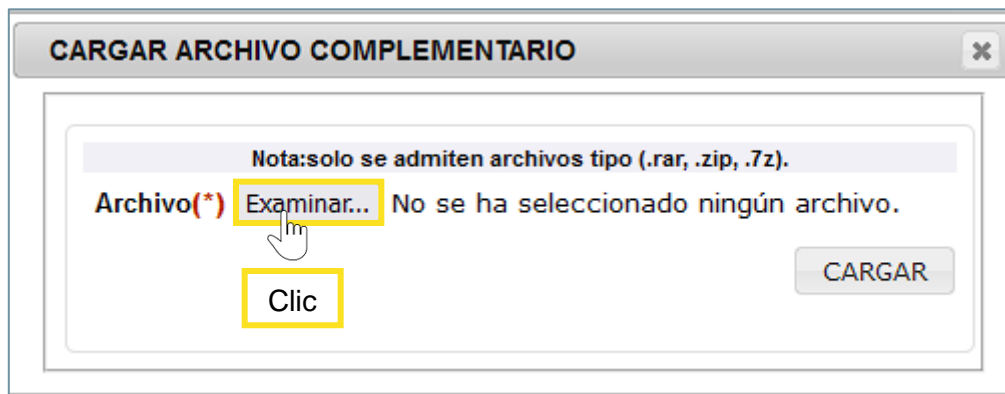 CARGAR ARCHIVO COMPLEMENTARIO
Nota:solo se admiten archivos tipo (.rar, .zip, .7z).
Archivo(*) Examinar... No se ha seleccionado ningún archivo.
CARGAR
Clic